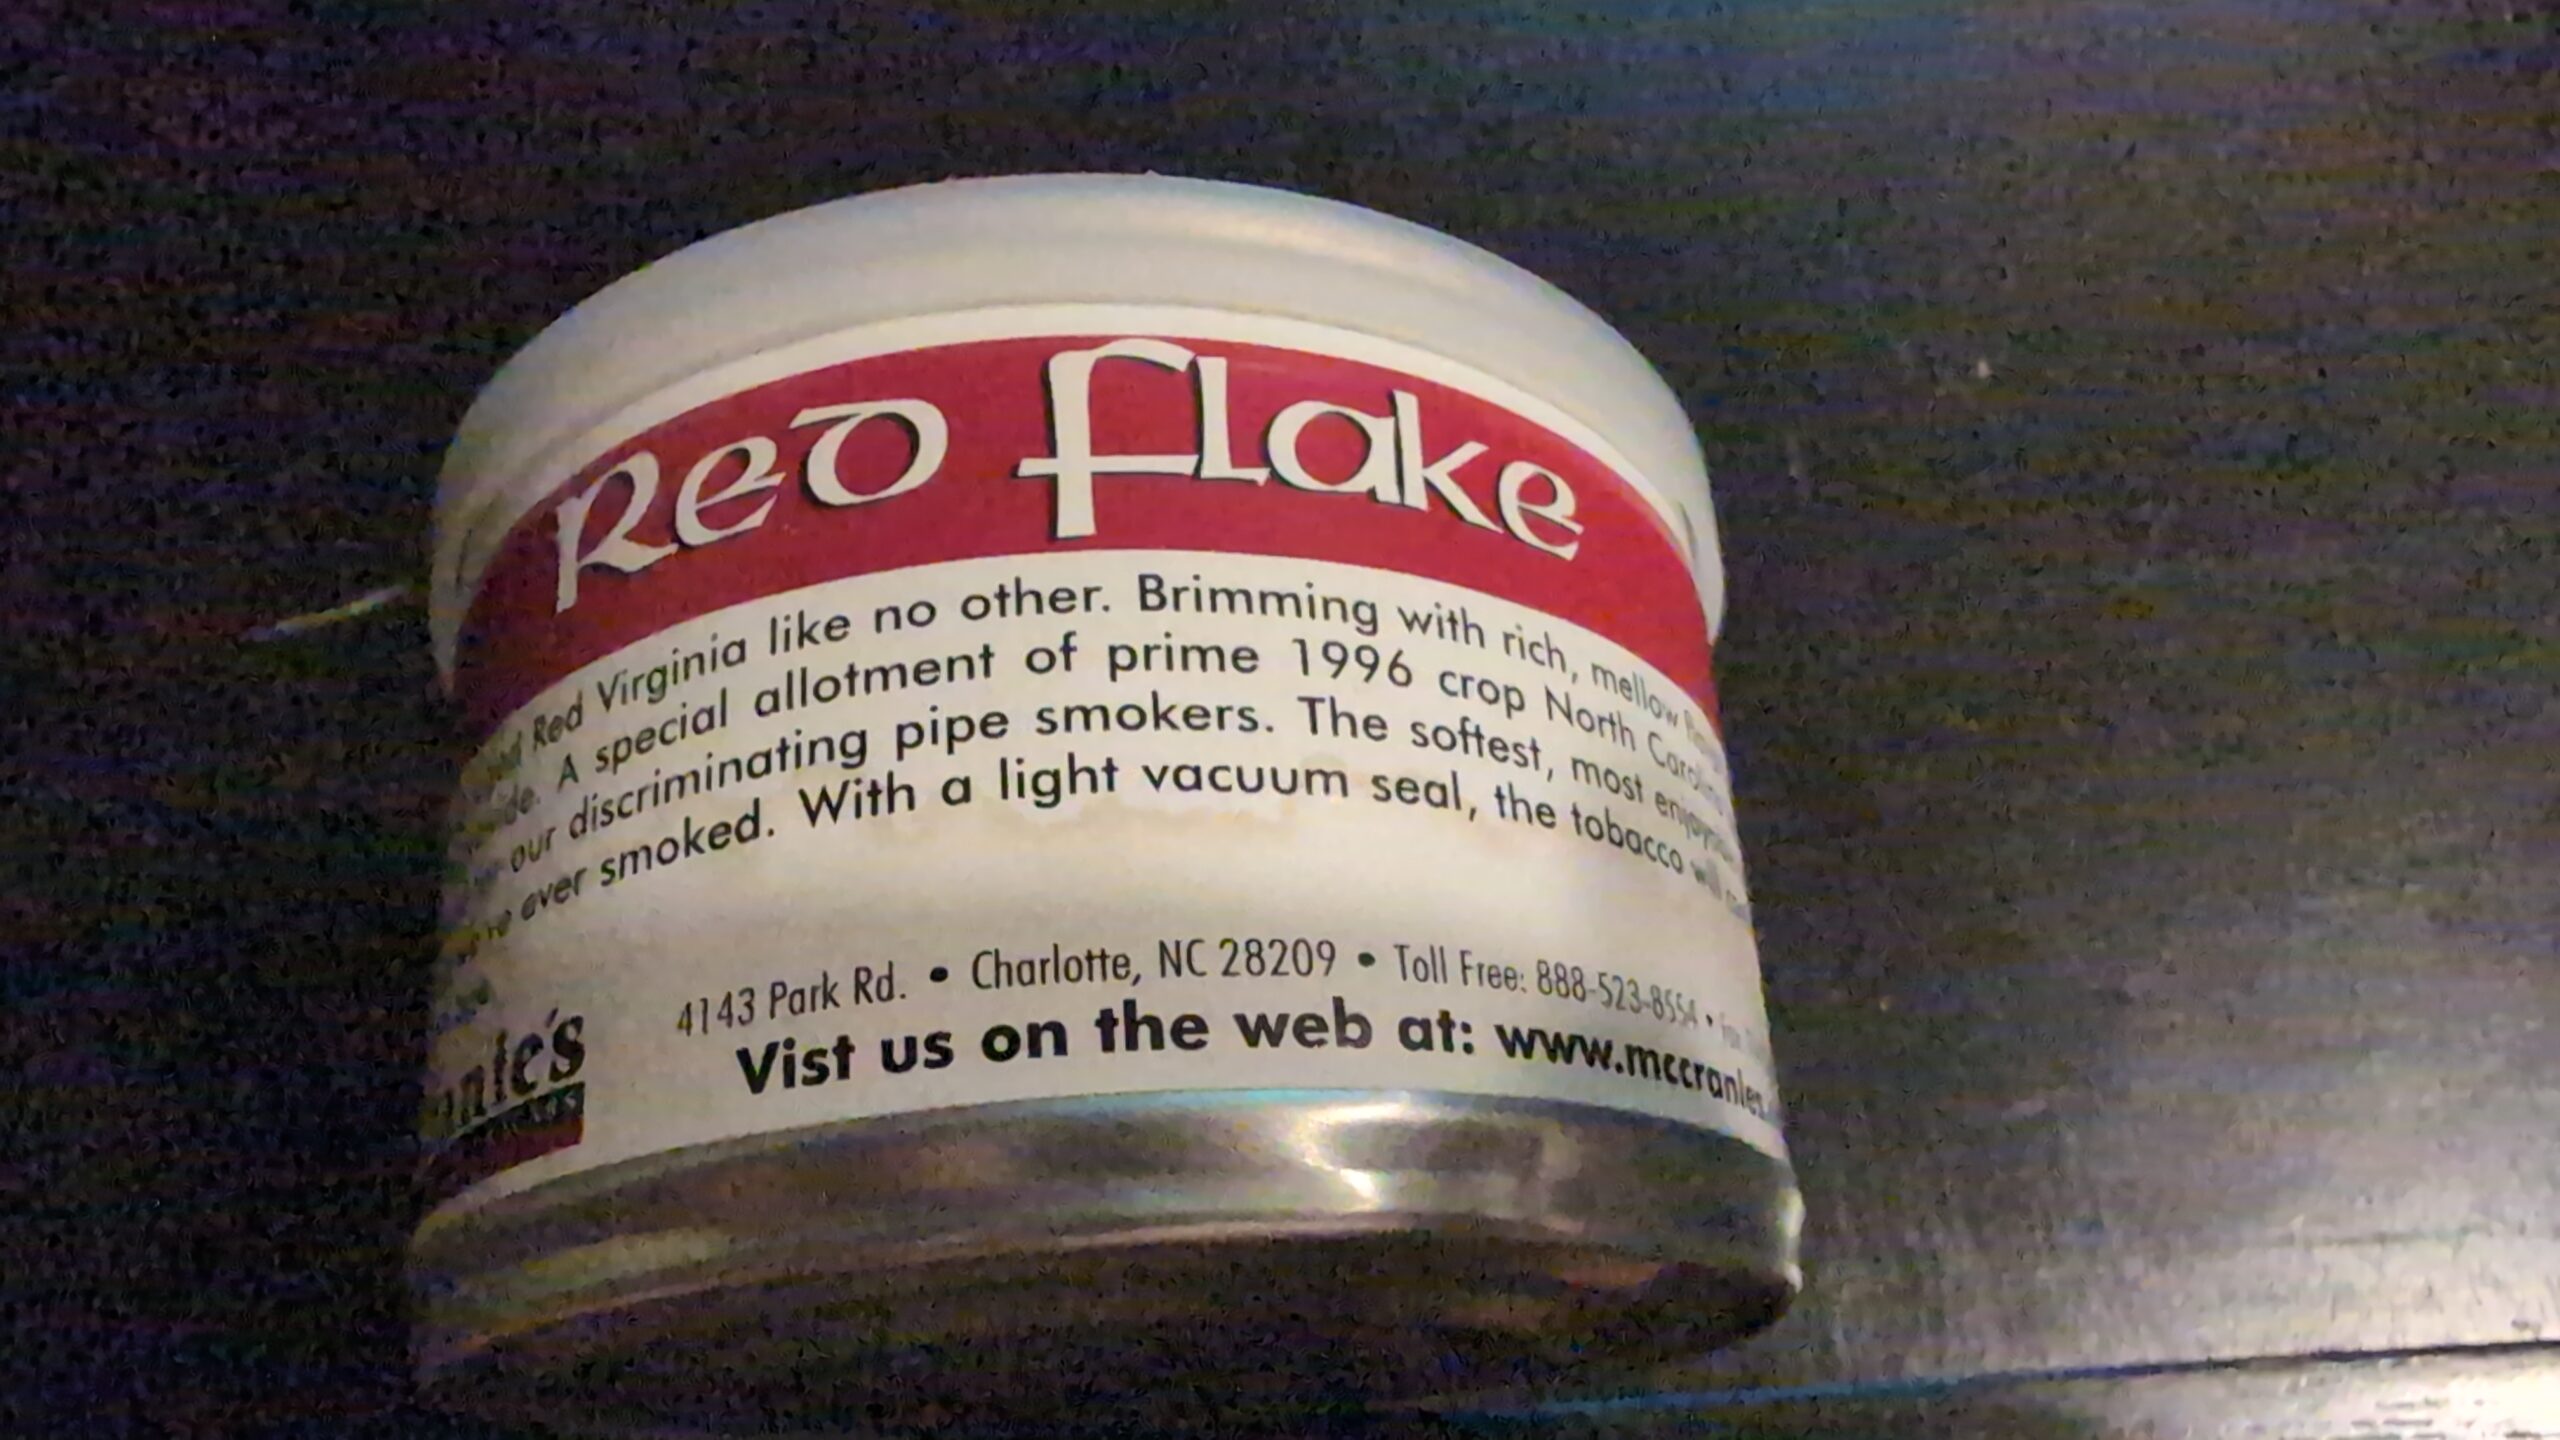 Red Flake
Red Virginia like no other. Brimming with rich, mellow
A special allotment of prime 1996 crop North
our discriminating pipe smokers. The softest, most
ever smoked. With a light vacuum seal, the tobacco will
4143 Park Rd. • Charlotte, NC 28209 • Toll Free: 888-523-8554 •
Vist us on the web at: www.mccranies